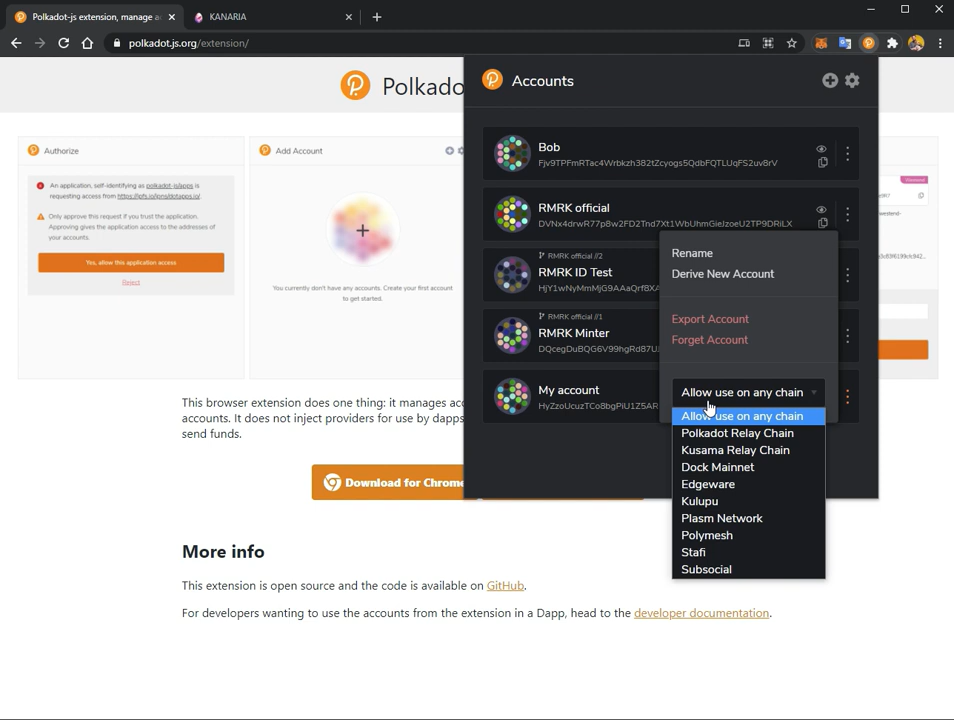 Polkadot-js extension, manage a
KANARIA
polkadot.js.org/extension/
Polkado
Accounts
Authorize
Add Account
An application, self-identifying as polkadot-js/apps is
requesting access from https://ipfs.io/ipns/dotapps.io/.
Only approve this request if you trust the application.
Approving gives the application access to the addresses of
your accounts.
Yes, allow this application access
Reject
You currently don't have any accounts. Create your first account
to get started.
Bob
Fjv9TPFmRTac4Wrbkzh382tZcyogs5QdbFQTLUqFS2uv8rV
RMRK official
DVNx4drwR77p8w2FD2Tnd7Xt1WbUhmGieJzoeU2TP9DRiLX
RMRK official //2
RMRK ID Test
HjY1wNyMmMjG9AAaQrf8XA
RMRK official //1
RMRK Minter
DQcegDuBQG6V99hgRd87U
My account
HyZzoUcuzTCo8bgPiU1Z5AR
Rename
Derive New Account
Export Account
Forget Account
Allow use on any chain
Allow use on any chain
Polkadot Relay Chain
Kusama Relay Chain
Dock Mainnet
Edgeware
Kulupu
Plasm Network
Polymesh
Stafi
Subsocial
This browser extension does one thing: it manages acc
accounts. It does not inject providers for use by dapps
send funds.
Download for Chrome
More info
This extension is open source and the code is available on GitHub.
For developers wanting to use the accounts from the extension in a Dapp, head to the developer documentation.